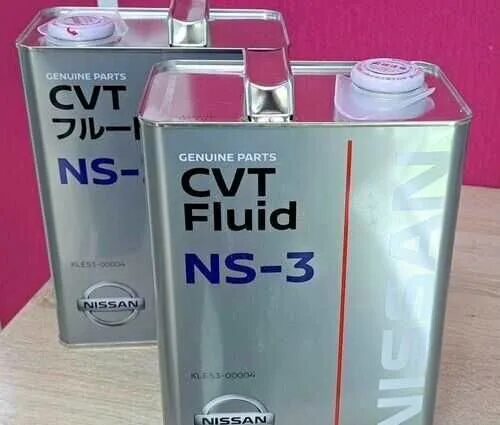 GENUINE PARTS
CVT
フルード
NS-
KLE53-00004
NISSAN
GENUINE PARTS
CVT
Fluid
NS-3
KLE53-00004
NISSAN
NISSAN